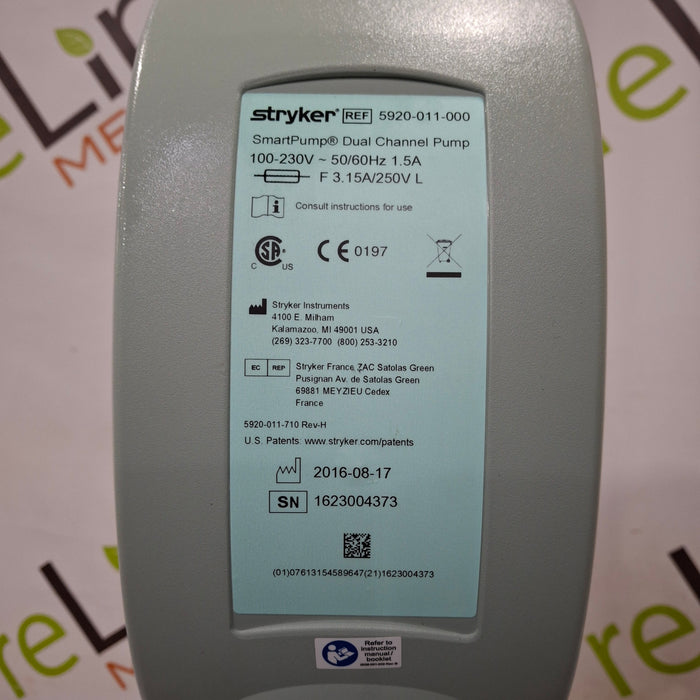 stryker® REF 5920-011-000
SmartPump® Dual Channel Pump
100-230V ~ 50/60Hz 1.5A
F 3.15A/250V L
Consult instructions for use
CSA
C US
CE 0197
Stryker Instruments
4100 E. Milham
Kalamazoo, MI 49001 USA
(269) 323-7700 (800) 253-3210
EC REP
Stryker France, ZAC Satolas Green
Pusignan Av. de Satolas Green
69881 MEYZIEU Cedex
France
5920-011-710 Rev-H
U.S. Patents: www.stryker.com/patents
2016-08-17
SN 1623004373
(01)07613154589647(21)1623004373
Refer to
instruction
manual/
booklet